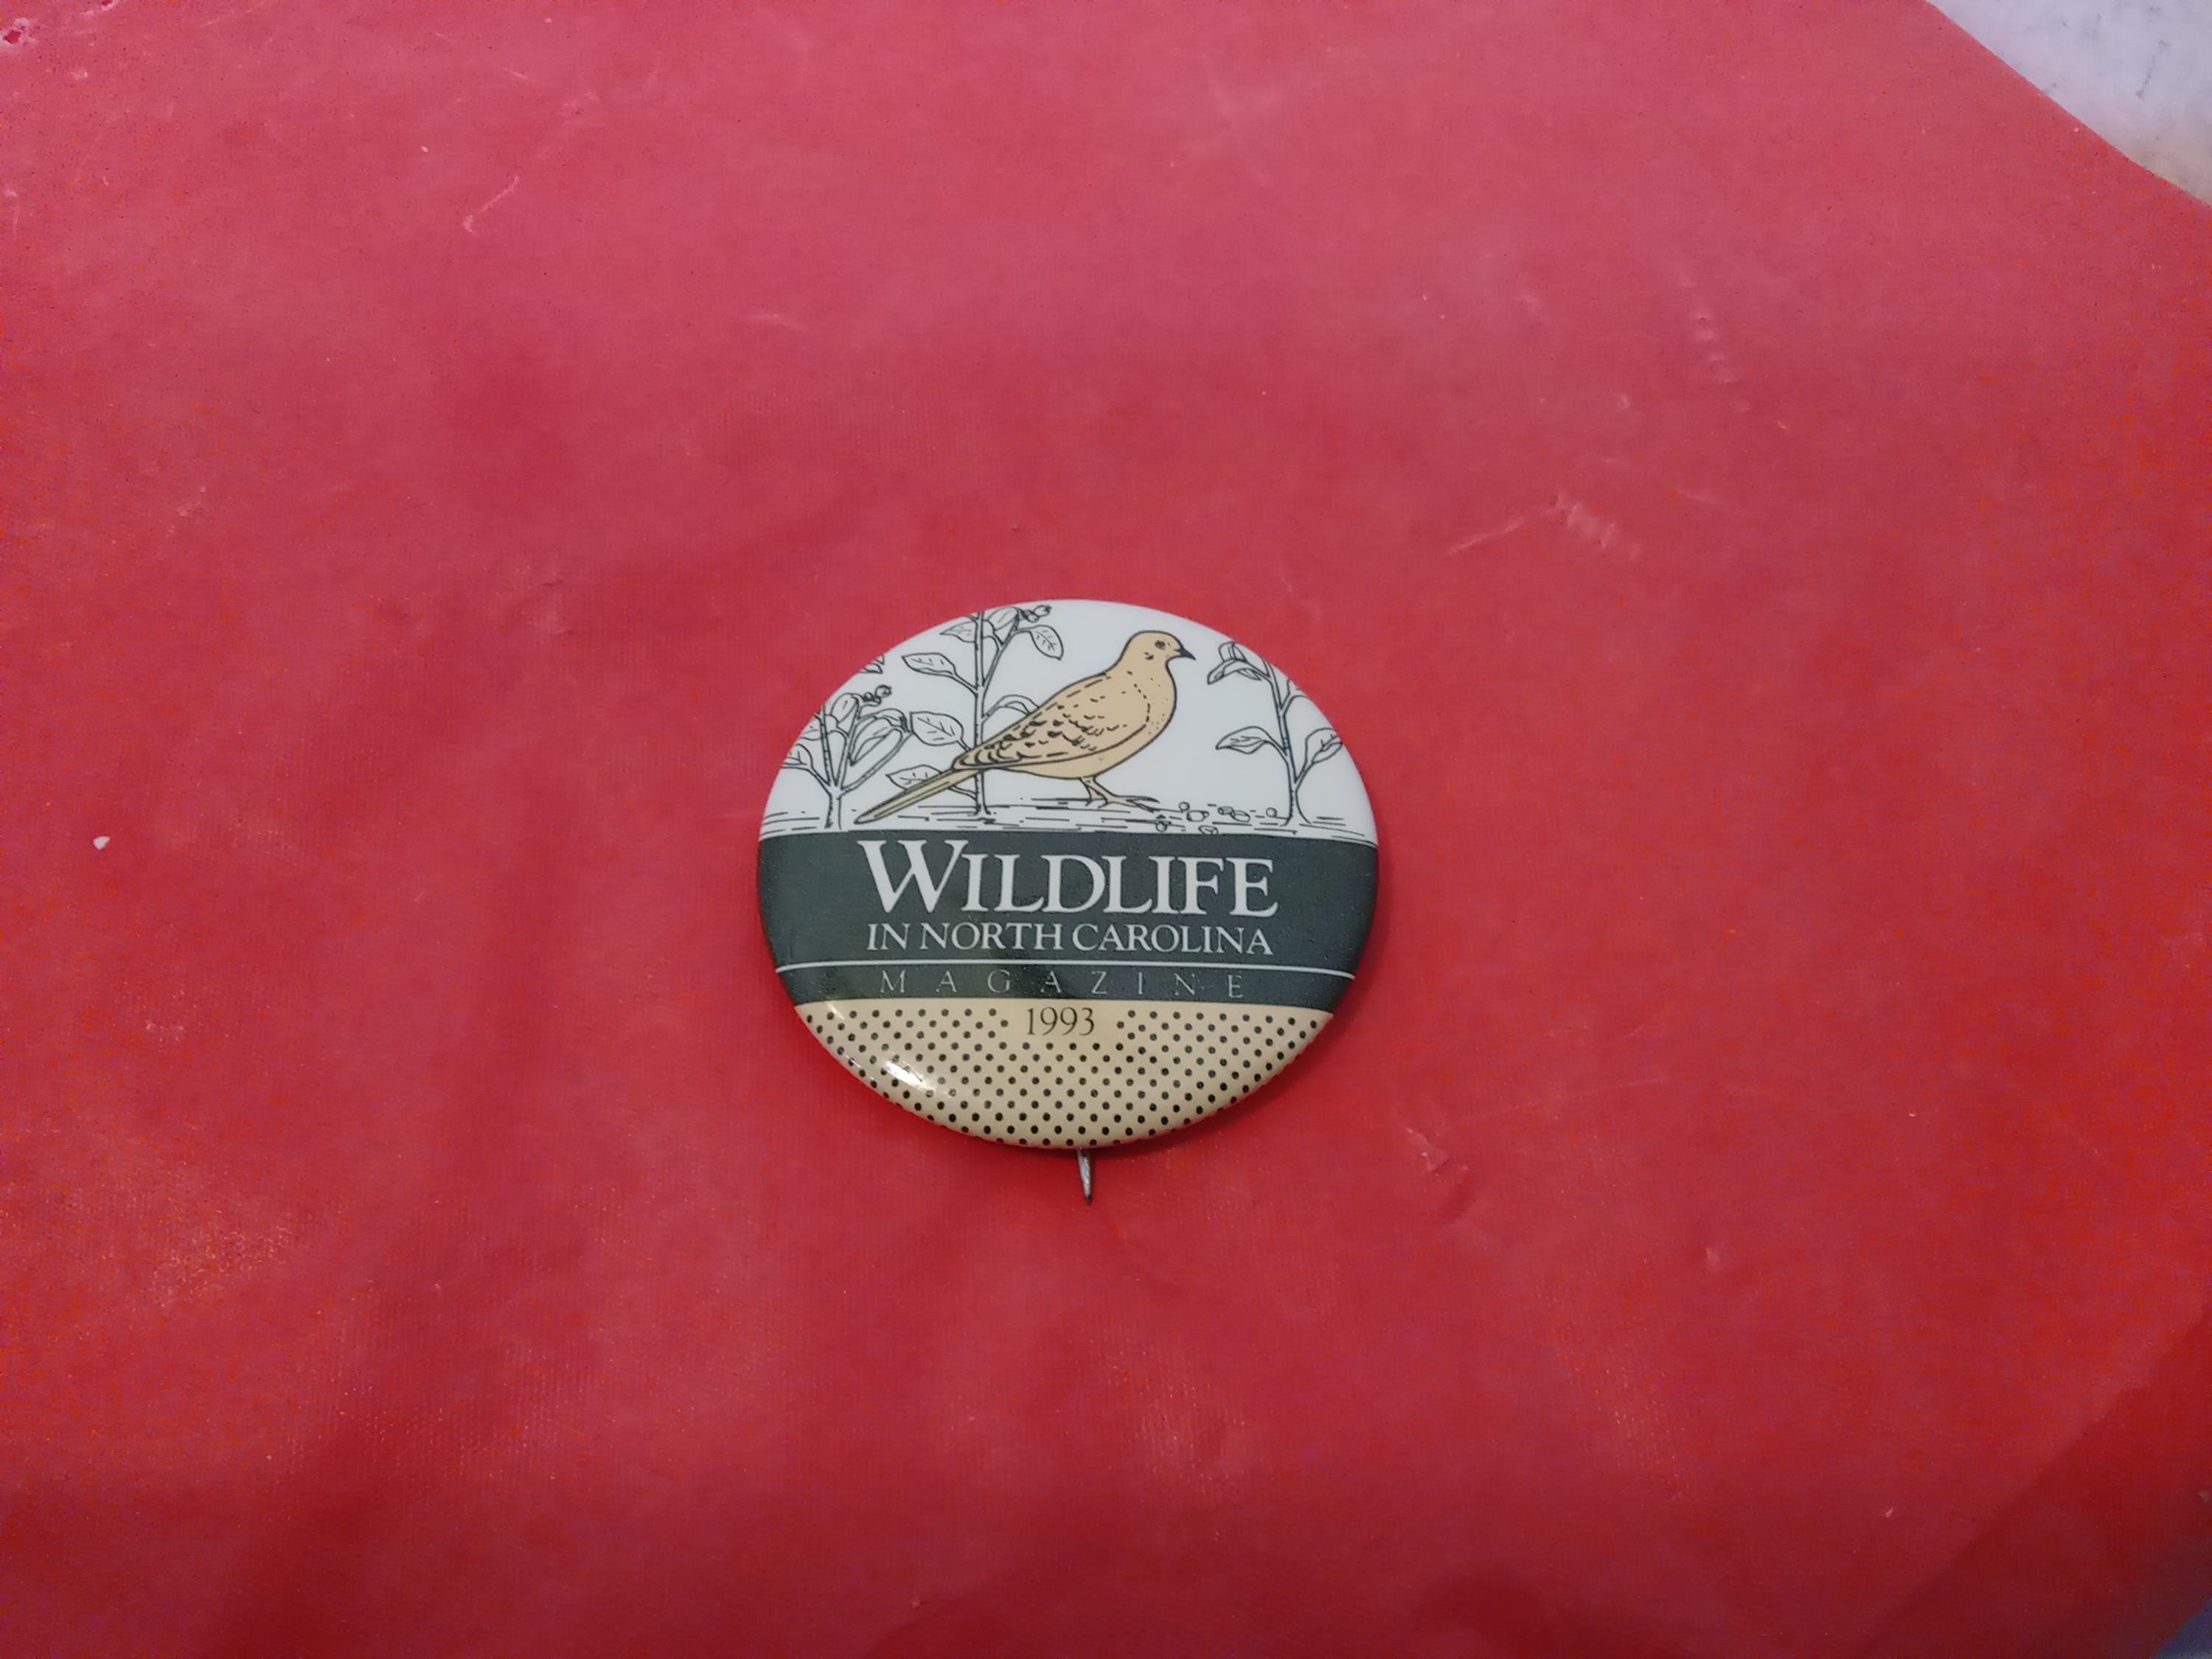 WILDLIFE
IN NORTH CAROLINA
MAGAZINE
1993